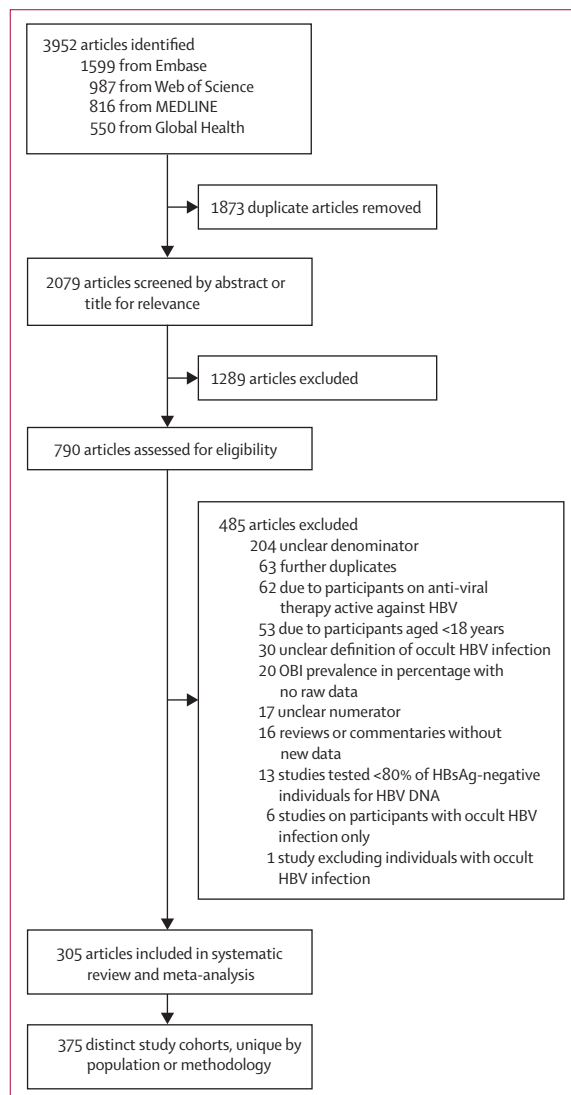 3952 articles identified
1599 from Embase
987 from Web of Science
816 from MEDLINE
550 from Global Health
1873 duplicate articles removed
2079 articles screened by abstract or
title for relevance
1289 articles excluded
790 articles assessed for eligibility
485 articles excluded
204 unclear denominator
63 further duplicates
62 due to participants on anti-viral
therapy active against HBV
53 due to participants aged <18 years
30 unclear definition of occult HBV infection
20 OBI prevalence in percentage with
no raw data
17 unclear numerator
16 reviews or commentaries without
new data
13 studies tested <80% of HBsAg-negative
individuals for HBV DNA
6 studies on participants with occult HBV
infection only
1 study excluding individuals with occult
HBV infection
305 articles included in systematic
review and meta-analysis
375 distinct study cohorts, unique by
population or methodology